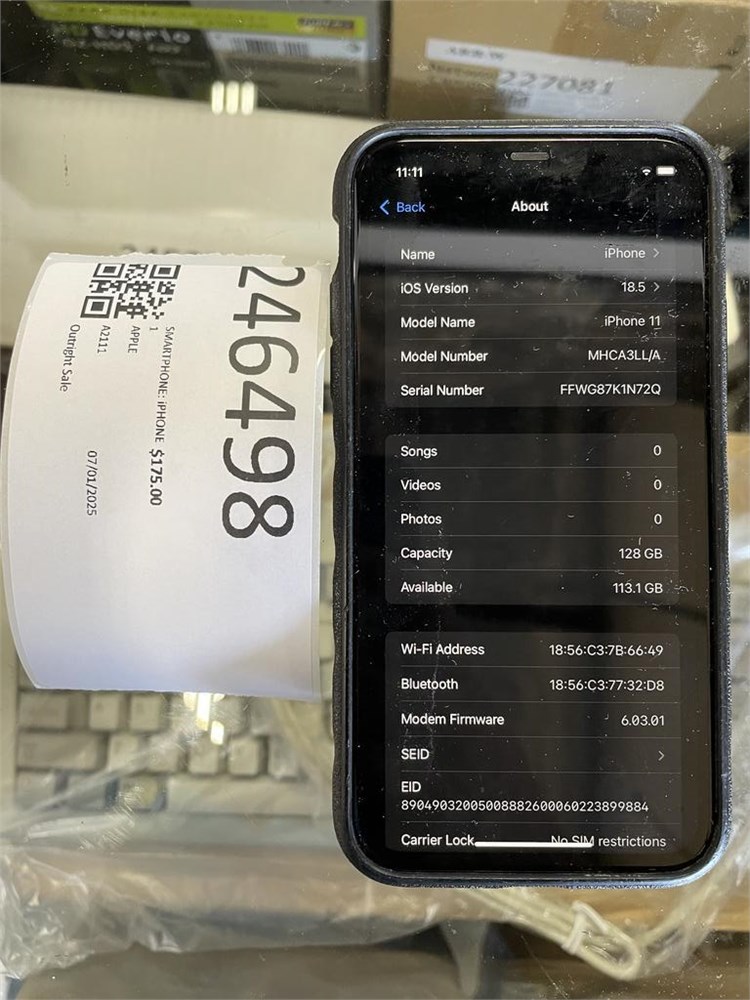 Everio
227081
246498
SMARTPHONE: iPHONE $175.00
1
APPLE
A2111
Outright Sale
07/01/2025
11:11
Back
About
Name iPhone
iOS Version 18.5
Model Name iPhone 11
Model Number MHCA3LL/A
Serial Number FFWG87K1N72Q
Songs 0
Videos 0
Photos 0
Capacity 128 GB
Available 113.1 GB
Wi-Fi Address 18:56:C3:7B:66:49
Bluetooth 18:56:C3:77:32:D8
Modem Firmware 6.03.01
SEID
EID
89049032005008882600060223899884
Carrier Lock No SIM restrictions